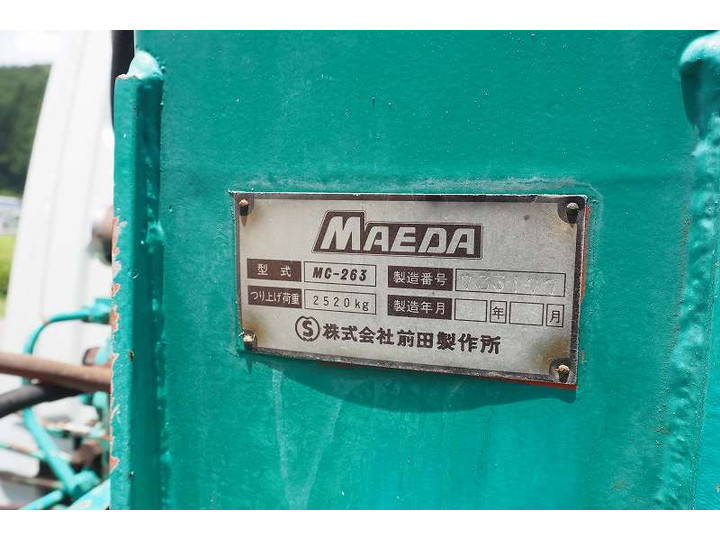 MAEDA
型式 MC-263 製造番号
つり上げ荷重 2520kg 製造年月 年 月
Ⓢ株式会社前田製作所